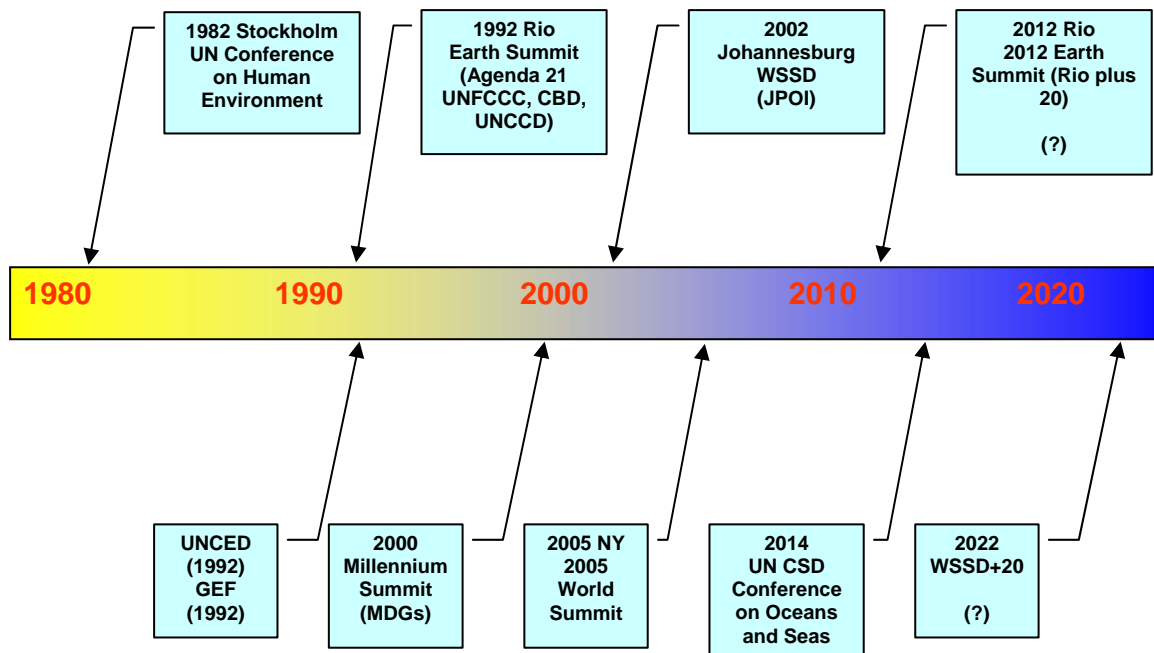 1982 Stockholm
UN Conference
on Human
Environment
1992 Rio
Earth Summit
(Agenda 21
UNFCCC, CBD,
UNCCD)
2002
Johannesburg
WSSD
(JPOI)
2012 Rio
2012 Earth
Summit (Rio plus
20)
(?)
1980
1990
2000
2010
2020
UNCED
(1992)
GEF
(1992)
2000
Millennium
Summit
(MDGs)
2005 NY
2005
World
Summit
2014
UN CSD
Conference
on Oceans
and Seas
2022
WSSD+20
(?)